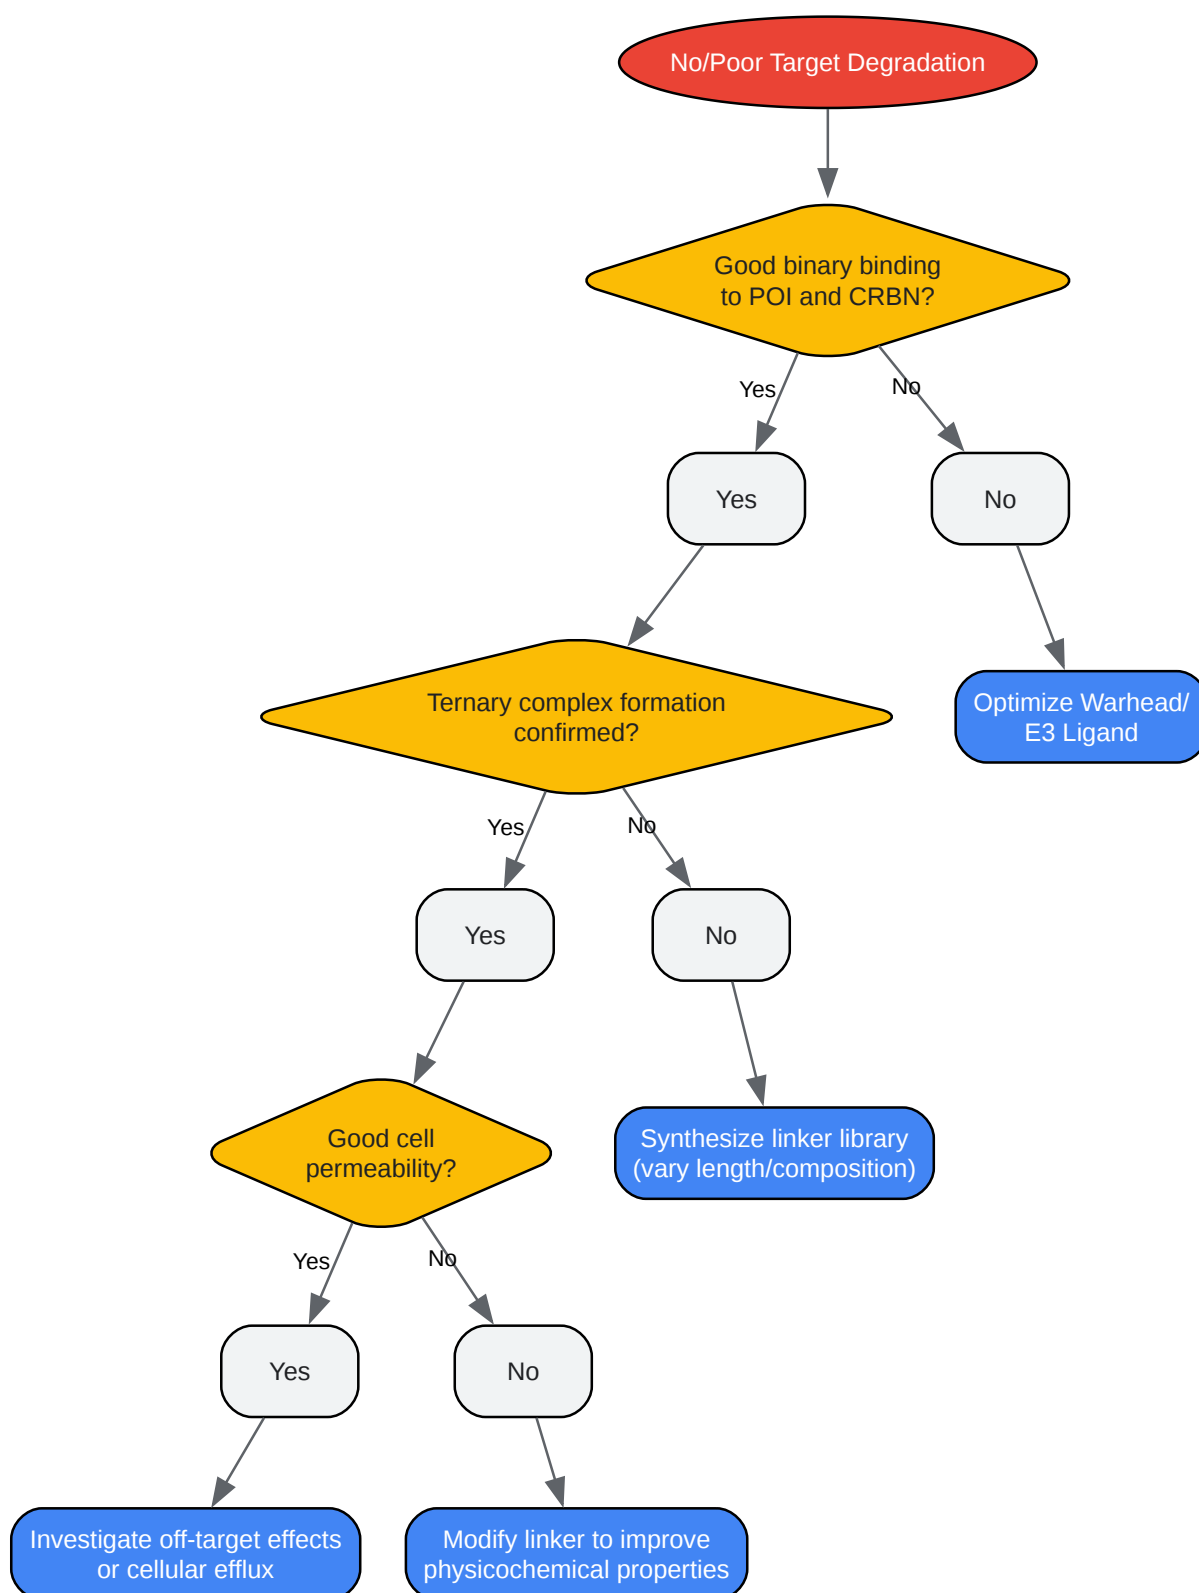 No/Poor Target Degradation
Good binary binding
to POI and CRBN?
Yes
No
Yes
No
Optimize Warhead/
E3 Ligand
Ternary complex formation
confirmed?
Yes
No
Yes
No
Synthesize linker library
(vary length/composition)
Good cell
permeability?
Yes
No
Yes
No
Investigate off-target effects
or cellular efflux
Modify linker to improve
physicochemical properties